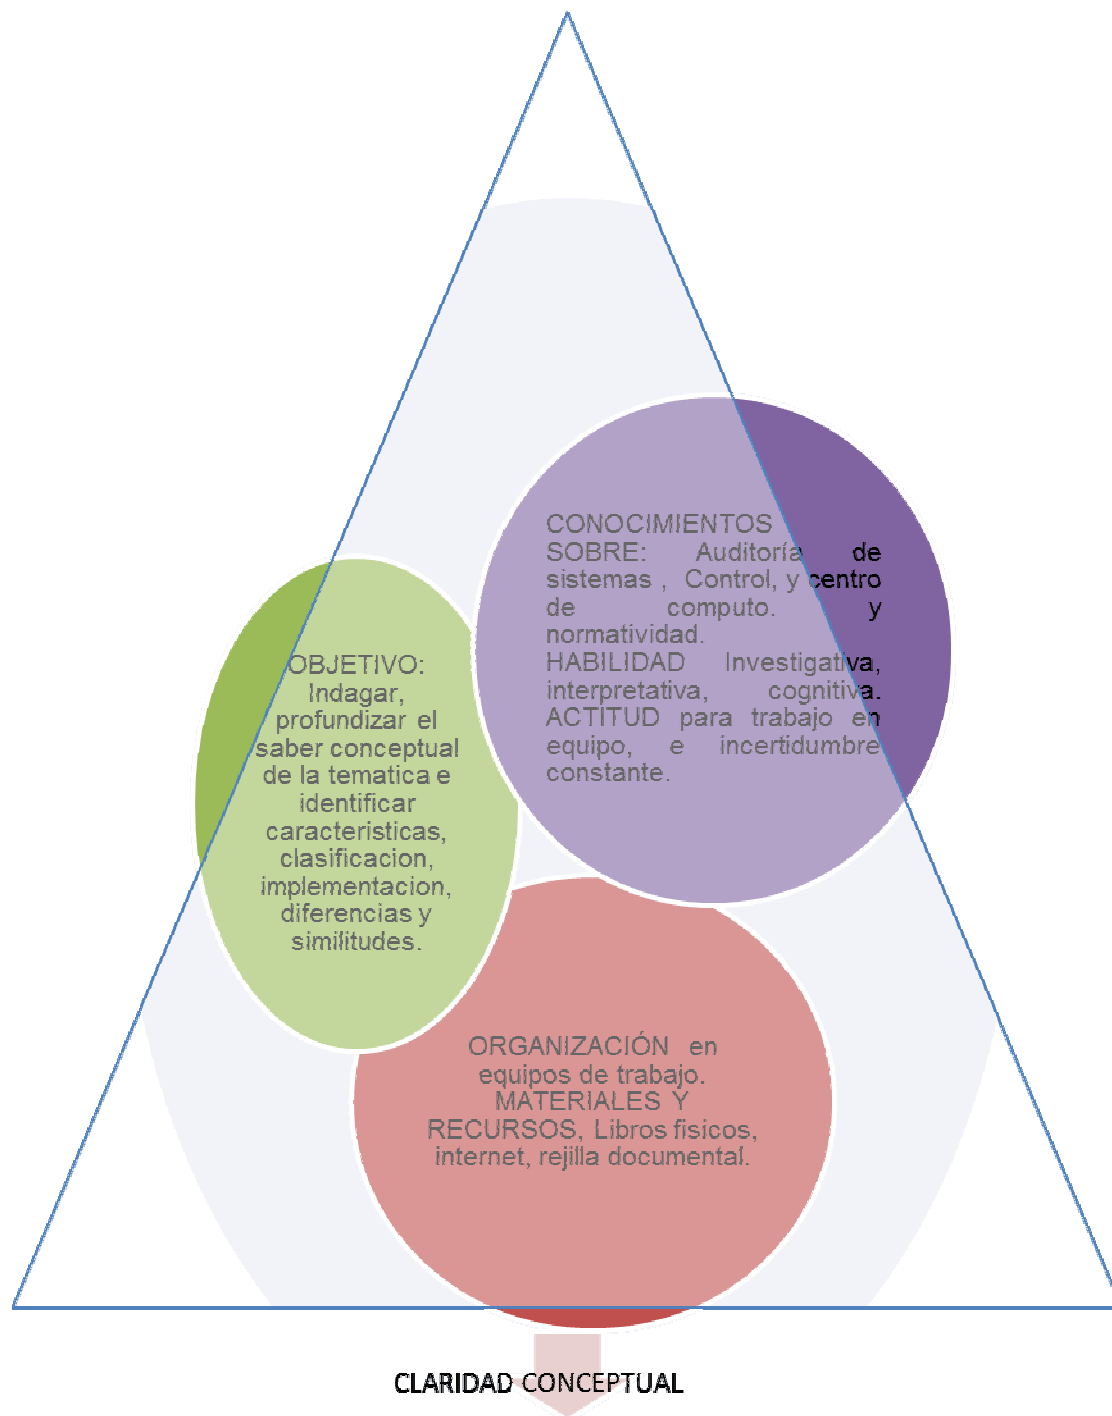 CONOCIMIENTOS
SOBRE: Auditoría de
sistemas , Control, y centro
de computo. y
normatividad.
HABILIDAD Investigativa,
interpretativa, cognitiva.
ACTITUD para trabajo en
equipo, e incertidumbre
constante.
OBJETIVO:
Indagar,
profundizar el
saber conceptual
de la tematica e
identificar
caracteristicas,
clasificacion,
implementacion,
diferencias y
similitudes.
ORGANIZACIÓN en
equipos de trabajo.
MATERIALES Y
RECURSOS, Libros fisicos,
internet, rejilla documental.
CLARIDAD CONCEPTUAL